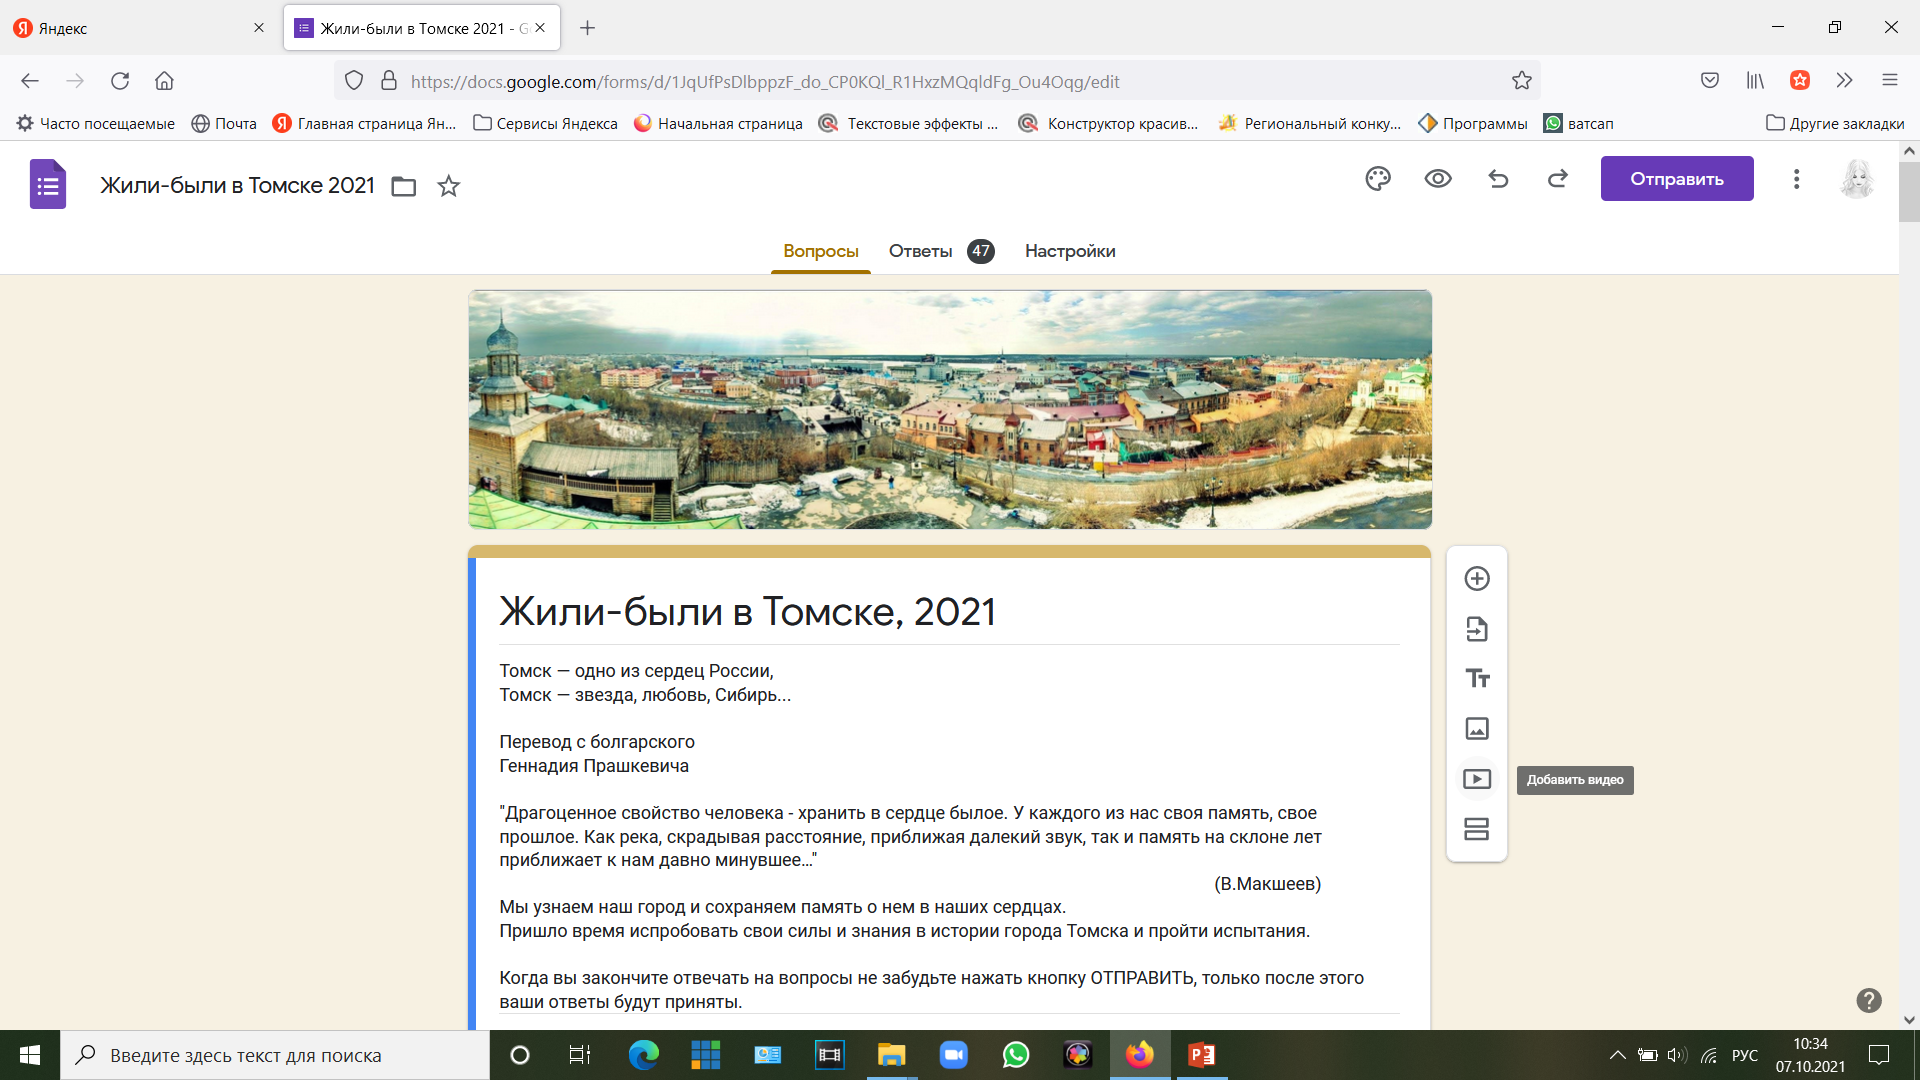 Яндекс
Жили-были в Томске 2021 - G
https://docs.google.com/forms/d/1JqUfPsDlbppzF_do_CP0KQl_R1HxzMQqldFg_Ou4Oqg/edit
Часто посещаемые
Почта
Главная страница Ян...
Сервисы Яндекса
Начальная страница
Текстовые эффекты ...
Конструктор красив...
Региональный конку...
Программы
ватсап
Другие закладки
Жили-были в Томске 2021
Отправить
Вопросы
Ответы 47
Настройки
Жили-были в Томске, 2021
Томск — одно из сердец России,
Томск — звезда, любовь, Сибирь...
Перевод с болгарского
Геннадия Прашкевича
"Драгоценное свойство человека - хранить в сердце былое. У каждого из нас своя память, свое
прошлое. Как река, скрадывая расстояние, приближая далекий звук, так и память на склоне лет
приближает к нам давно минувшее..."
(В.Макшеев)
Мы узнаем наш город и сохраняем память о нем в наших сердцах.
Пришло время испробовать свои силы и знания в истории города Томска и пройти испытания.
Когда вы закончите отвечать на вопросы не забудьте нажать кнопку ОТПРАВИТЬ, только после этого
ваши ответы будут приняты.
Добавить видео
Введите здесь текст для поиска
РУС
10:34
07.10.2021